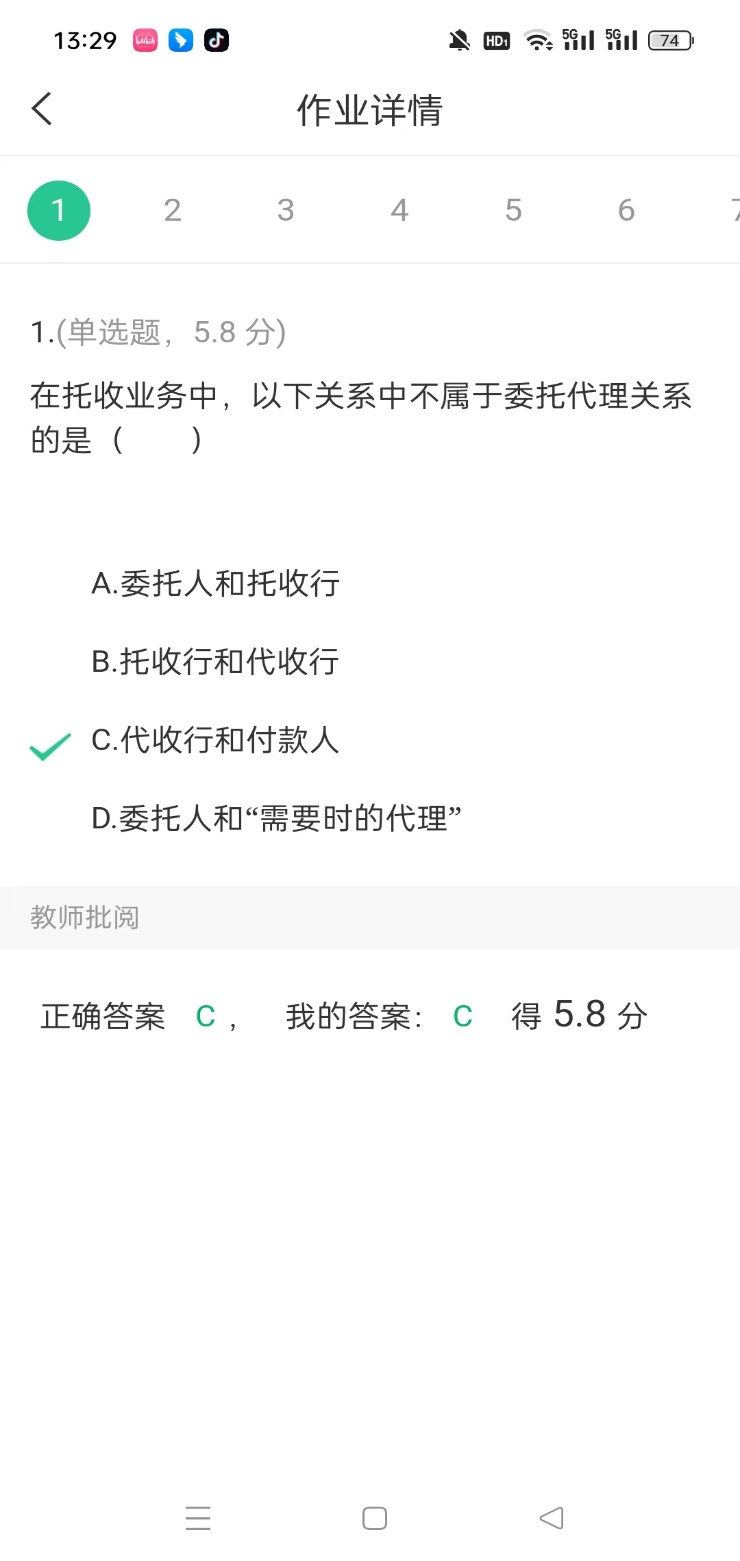 13:29 HD1 5G 5G 74
作业详情
1 2 3 4 5 6
1.(单选题，5.8 分)
在托收业务中，以下关系中不属于委托代理关系
的是（　　）
A.委托人和托收行
B.托收行和代收行
C.代收行和付款人
D.委托人和“需要时的代理”
教师批阅
正确答案 C， 我的答案： C 得 5.8 分